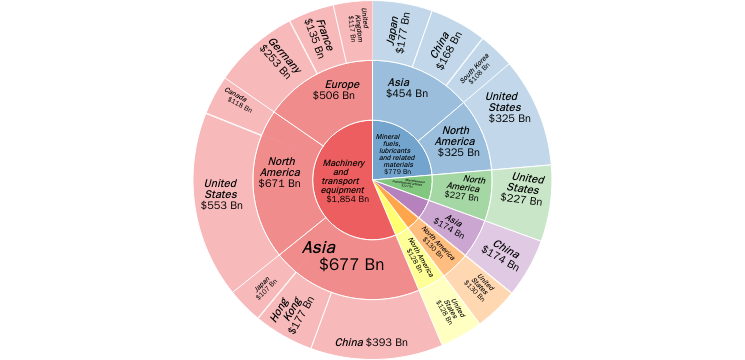 Machinery
and
transport
equipment
$1,854 Bn
Mineral
fuels,
lubricants
and related
materials
$779 Bn
Europe
$506 Bn
North
America
$671 Bn
Asia
$677 Bn
Asia
$454 Bn
North
America
$325 Bn
North
America
$227 Bn
Asia
$174 Bn
North America
$130 Bn
North America
$128 Bn
United
Kingdom
$117 Bn
France
$135 Bn
Germany
$253 Bn
Canada
$118 Bn
United
States
$553 Bn
Japan
$107 Bn
Hong
Kong
$177 Bn
China $393 Bn
Japan
$177 Bn
China
$168 Bn
South Korea
$108 Bn
United
States
$325 Bn
United
States
$227 Bn
China
$174 Bn
United
States
$130 Bn
United
States
$128 Bn